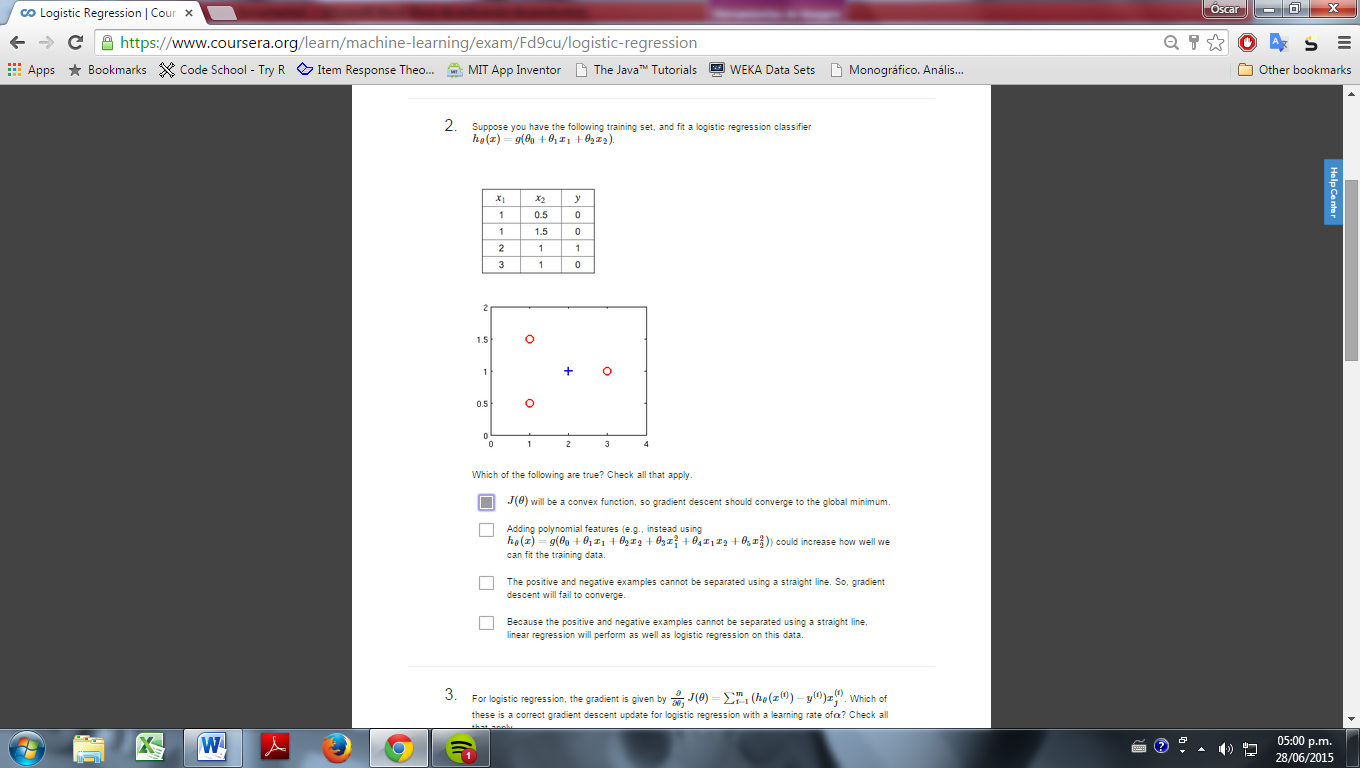 Logistic Regression | Cour
Óscar
https://www.coursera.org/learn/machine-learning/exam/Fd9cu/logistic-regression
Apps Bookmarks Code School - Try R Item Response Theo... MIT App Inventor The Java™ Tutorials WEKA Data Sets Monográfico. Anális... Other bookmarks
Help Center
2. Suppose you have the following training set, and fit a logistic regression classifier
hθ(x) = g(θ₀ + θ₁x₁ + θ₂x₂).
x₁ x₂ y
1 0.5 0
1 1.5 0
2 1 1
3 1 0
2
1.5
1
0.5
0
0 1 2 3 4
Which of the following are true? Check all that apply.
J(θ) will be a convex function, so gradient descent should converge to the global minimum.
Adding polynomial features (e.g., instead using
hθ(x) = g(θ₀ + θ₁x₁ + θ₂x₂ + θ₃x₁² + θ₄x₁x₂ + θ₅x₂²)) could increase how well we
can fit the training data.
The positive and negative examples cannot be separated using a straight line. So, gradient
descent will fail to converge.
Because the positive and negative examples cannot be separated using a straight line,
linear regression will perform as well as logistic regression on this data.
3. For logistic regression, the gradient is given by ∂/∂θⱼ J(θ) = ∑ᵢ₌₁ᵐ (hθ(x⁽ⁱ⁾) − y⁽ⁱ⁾)xⱼ⁽ⁱ⁾. Which of
these is a correct gradient descent update for logistic regression with a learning rate of α? Check all
that apply.
1
05:00 p.m.
28/06/2015